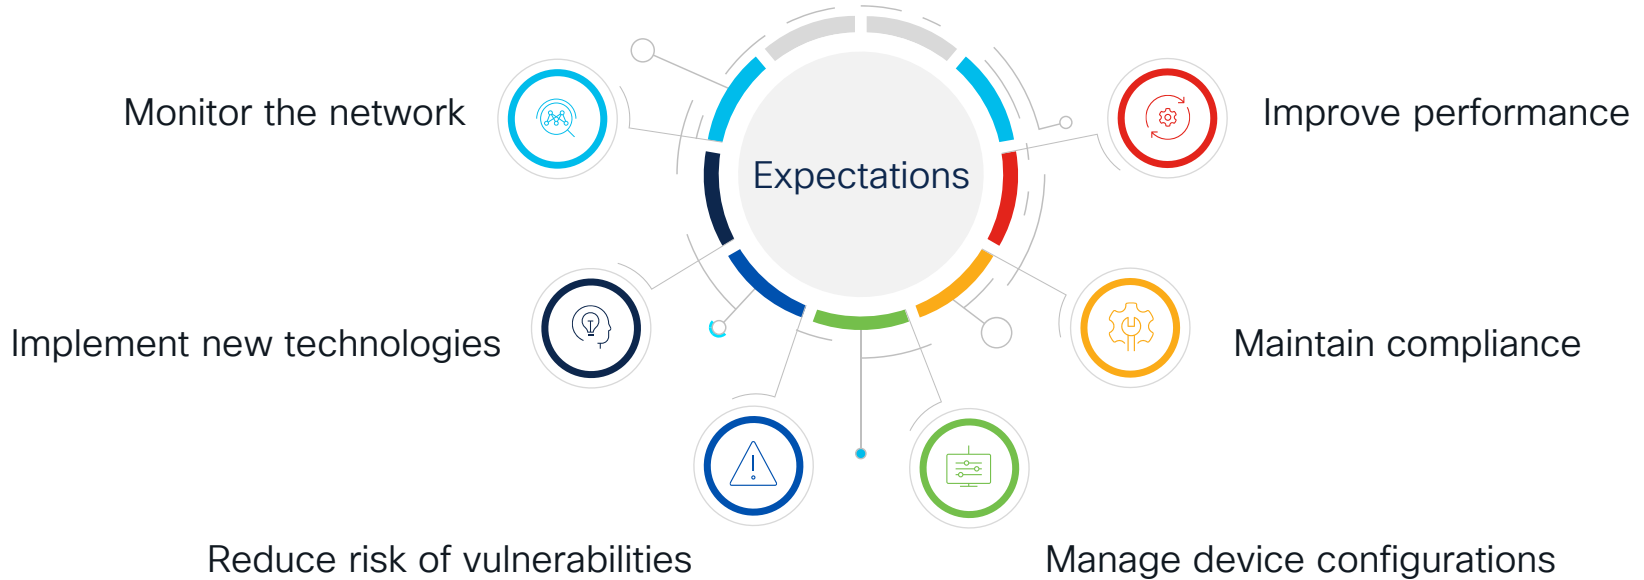 Monitor the network
Improve performance
Expectations
Implement new technologies
Maintain compliance
Reduce risk of vulnerabilities
Manage device configurations